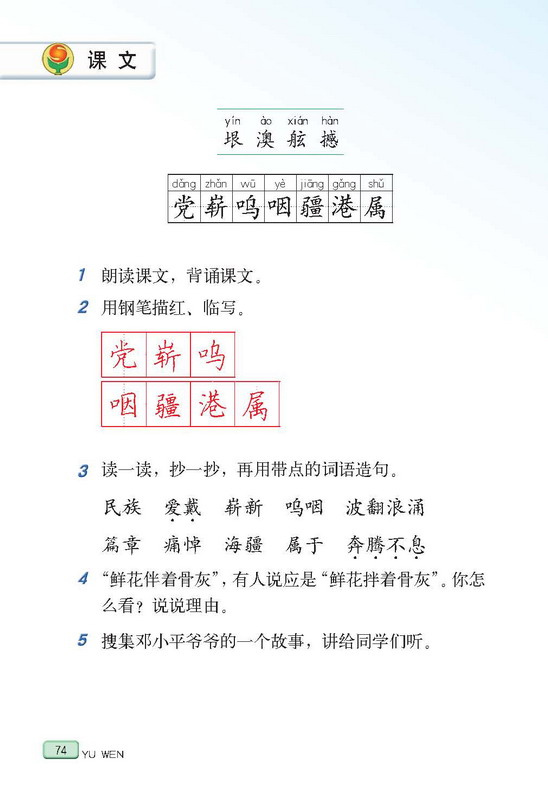 课文
yín ào xián hàn
垠 澳 舷 撼
dǎng zhǎn wū yè jiāng gǎng shǔ
党 崭 呜 咽 疆 港 属
1 朗读课文，背诵课文。
2 用钢笔描红、临写。
党 崭 呜
咽 疆 港 属
3 读一读，抄一抄，再用带点的词语造句。
民族 爱戴 崭新 呜咽 波翻浪涌
篇章 痛悼 海疆 属于 奔腾不息
4 “鲜花伴着骨灰”，有人说应是“鲜花拌着骨灰”。你怎
么看？说说理由。
5 搜集邓小平爷爷的一个故事，讲给同学们听。
74 YU WEN